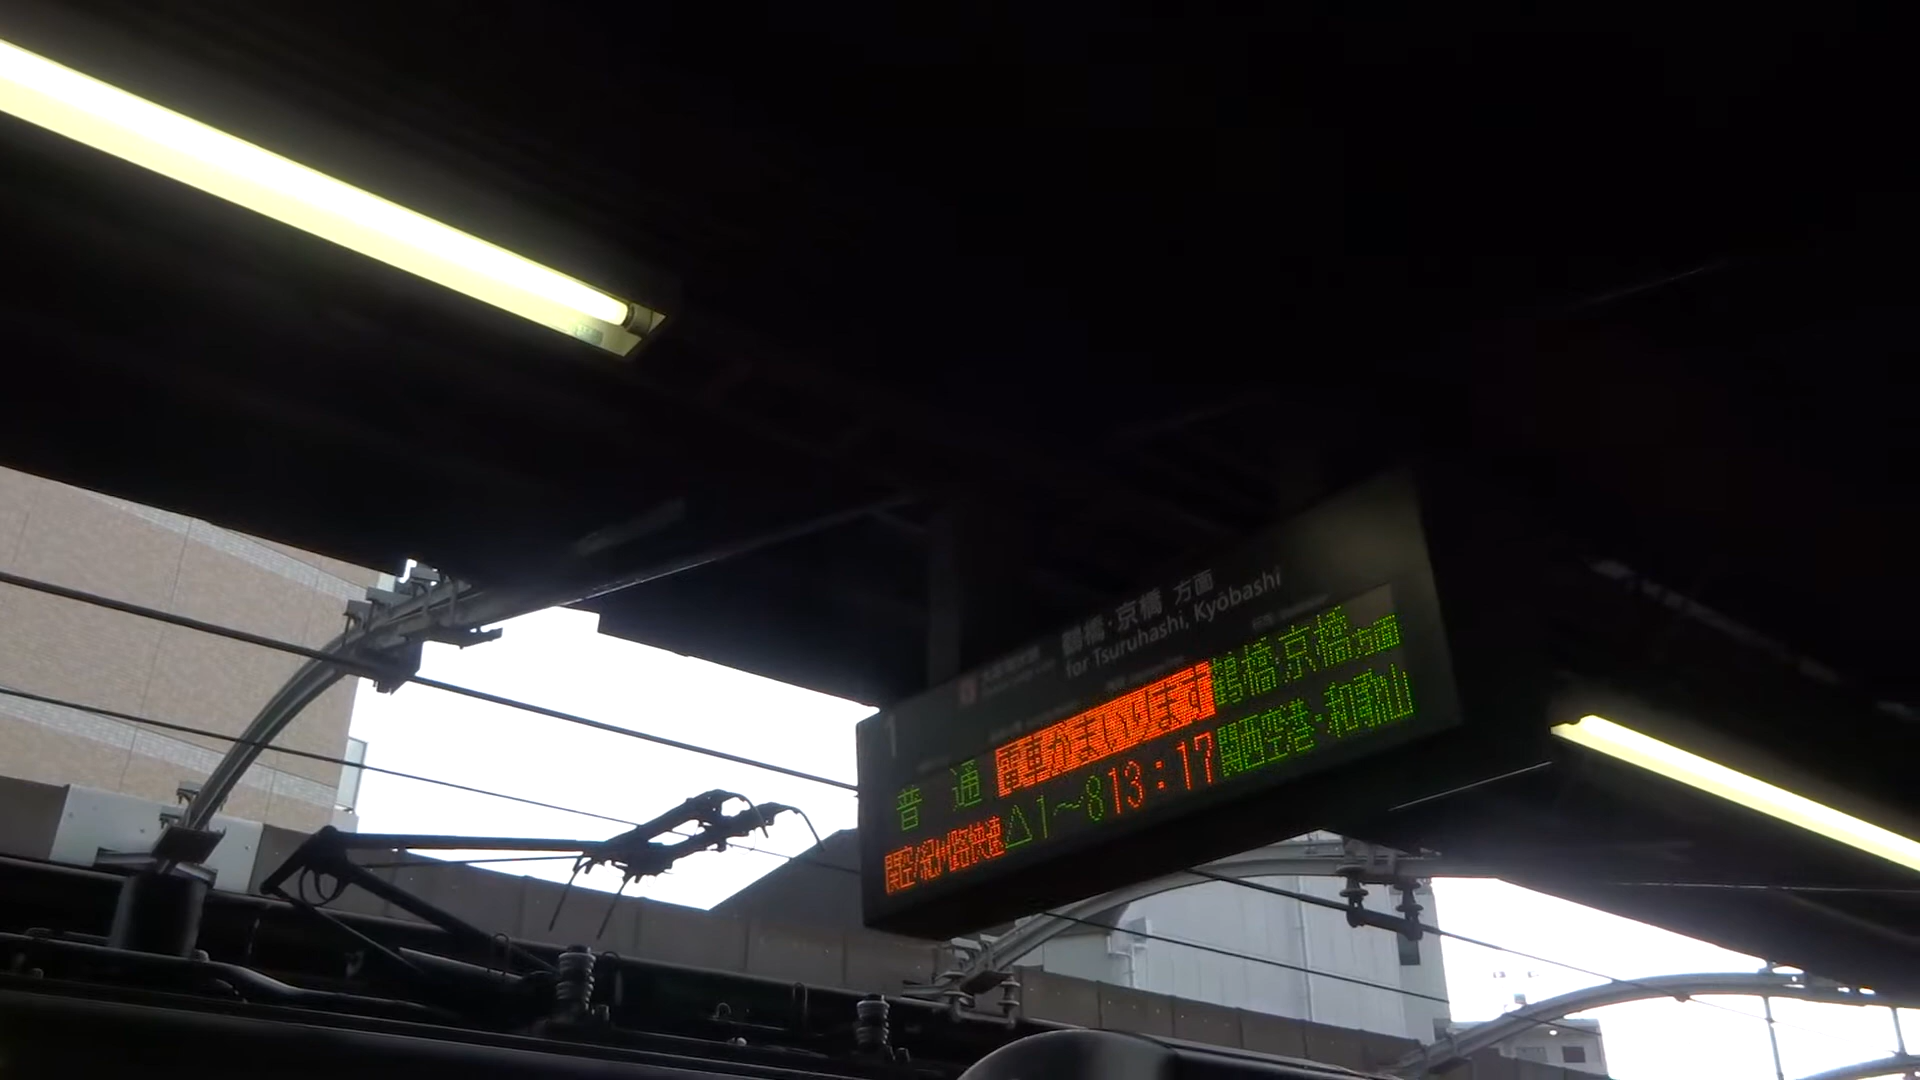 1
鶴橋・京橋 方面
for Tsuruhashi, Kyōbashi
普通 電車がまいります 鶴橋・京橋方面
関空/紀州路快速 △1～8 13:17 関西空港・和歌山